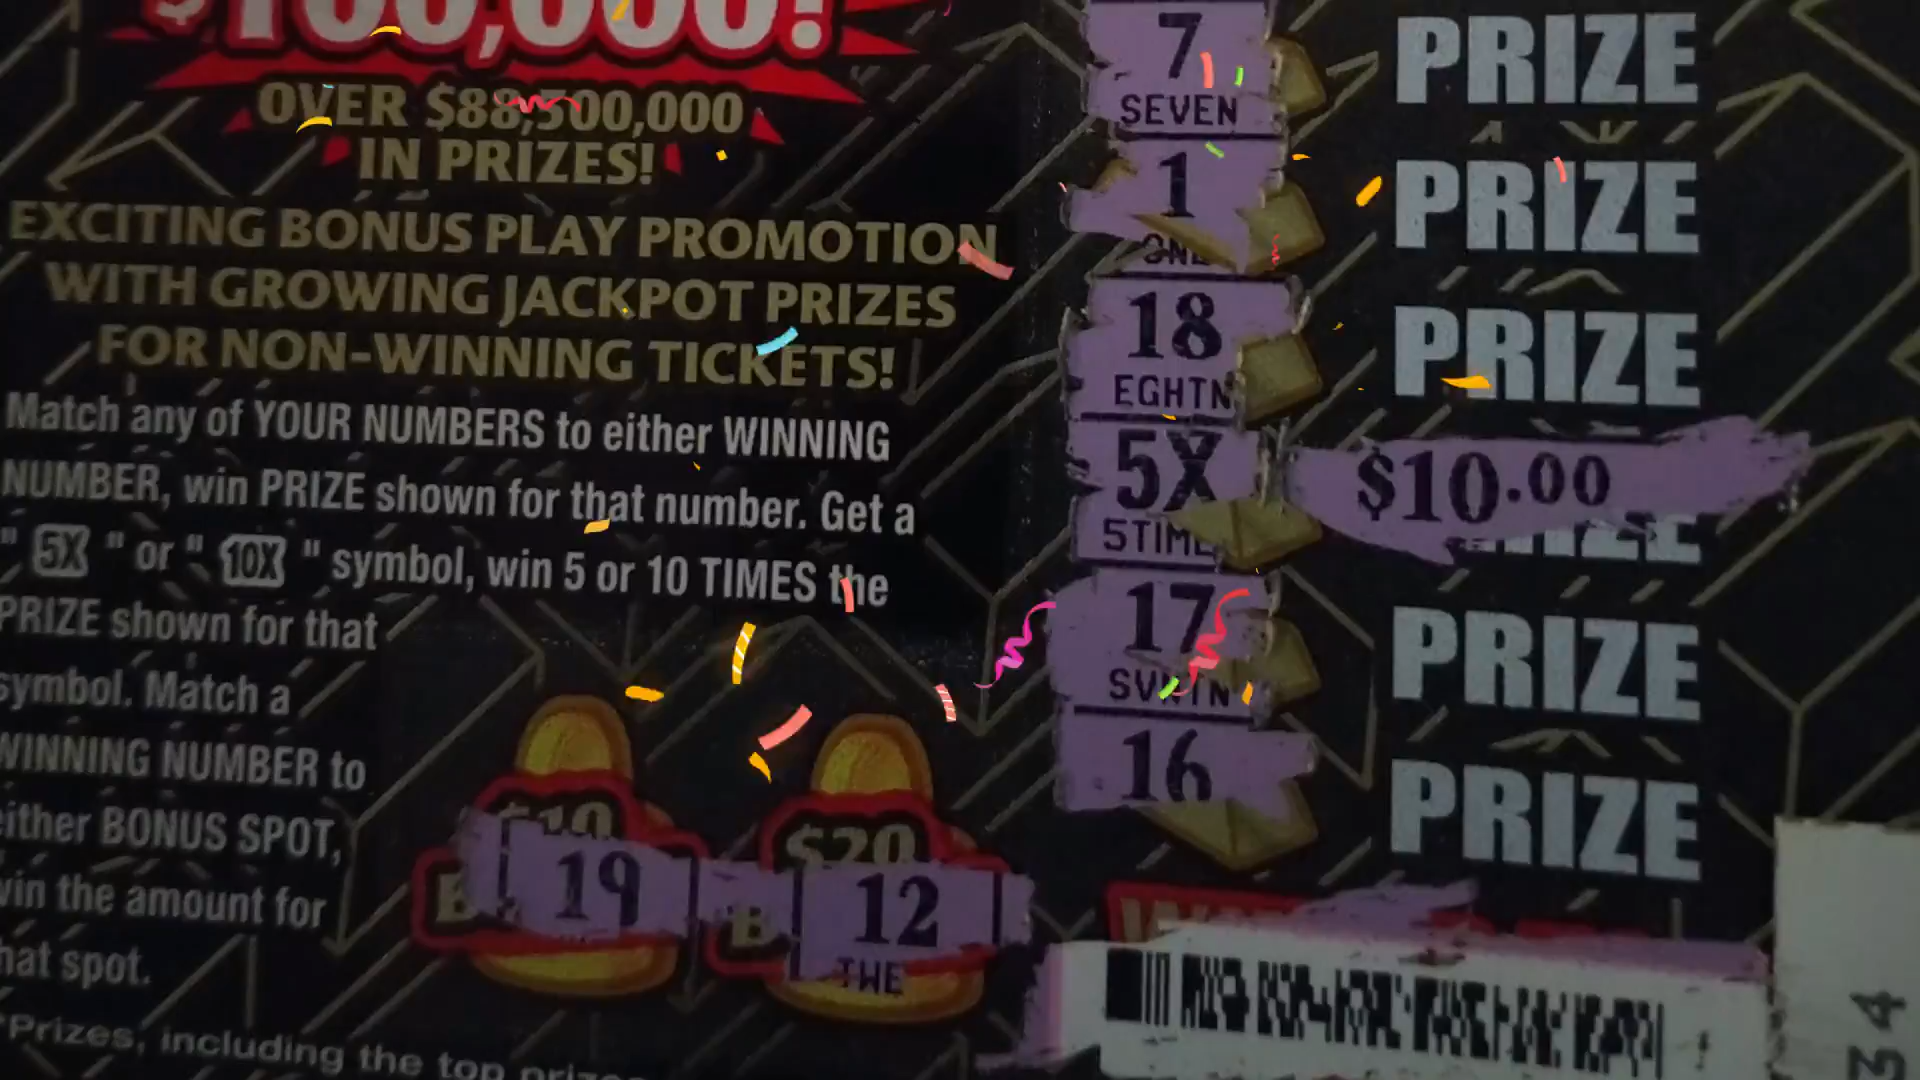 $100,000!
OVER $88,500,000
IN PRIZES!
EXCITING BONUS PLAY PROMOTION
WITH GROWING JACKPOT PRIZES
FOR NON-WINNING TICKETS!
Match any of YOUR NUMBERS to either WINNING
NUMBER, win PRIZE shown for that number. Get a
" 5X " or " 10X " symbol, win 5 or 10 TIMES the
PRIZE shown for that
symbol. Match a
WINNING NUMBER to
either BONUS SPOT,
win the amount for
that spot.
*Prizes, including the top prizes
$10
19
$20
12
THE
7
SEVEN
PRIZE
1
ONE
PRIZE
18
EGHTN
PRIZE
5X
5TIME
$10.00
17
SVNTN
PRIZE
16
PRIZE
34